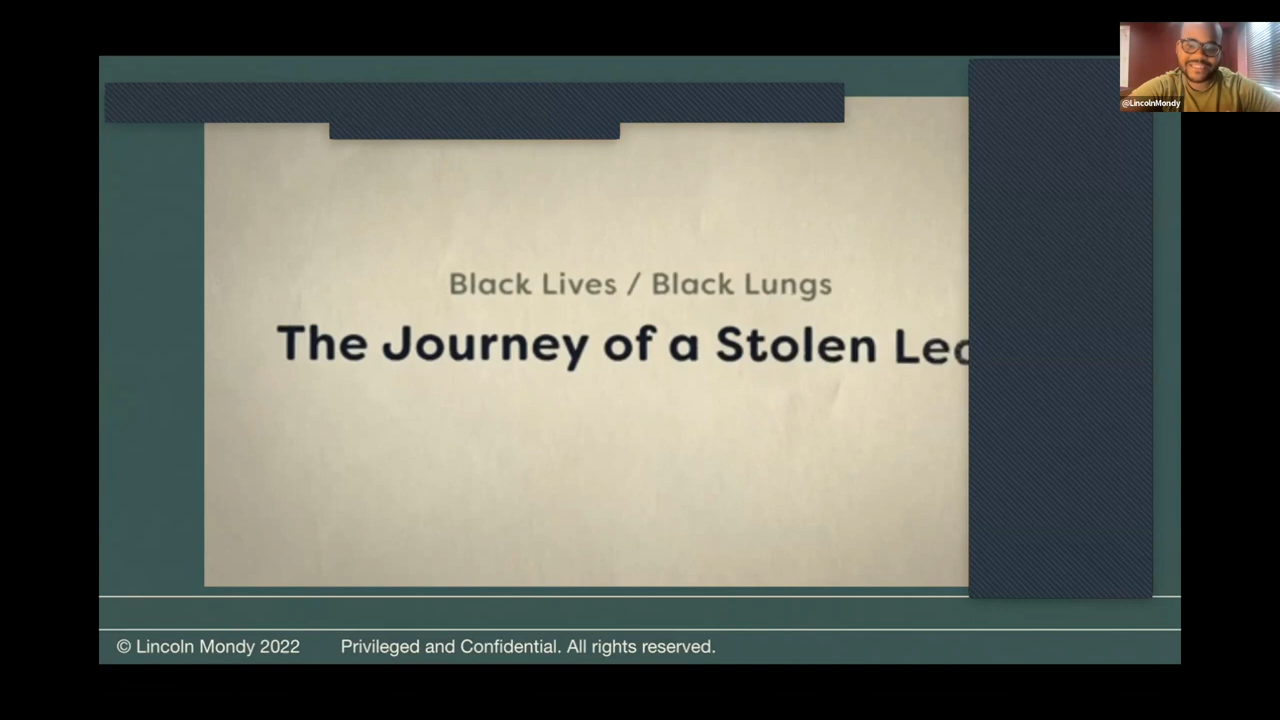 @LincolnMondy
Black Lives / Black Lungs
The Journey of a Stolen
© Lincoln Mondy 2022 Privileged and Confidential. All rights reserved.